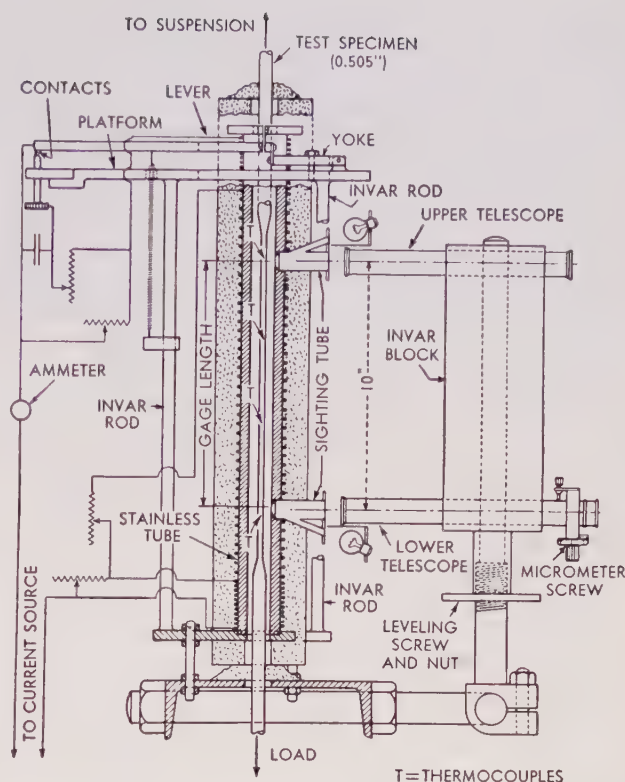 TO SUSPENSION
TEST SPECIMEN
(0.505")
CONTACTS
LEVER
PLATFORM
YOKE
INVAR ROD
UPPER TELESCOPE
T
GAGE LENGTH
T
SIGHTING TUBE
10"
INVAR
BLOCK
AMMETER
INVAR
ROD
T
STAINLESS
TUBE
T
LOWER
TELESCOPE
MICROMETER
SCREW
INVAR
ROD
LEVELING
SCREW
AND NUT
TO CURRENT SOURCE
LOAD
T=THERMOCOUPLES